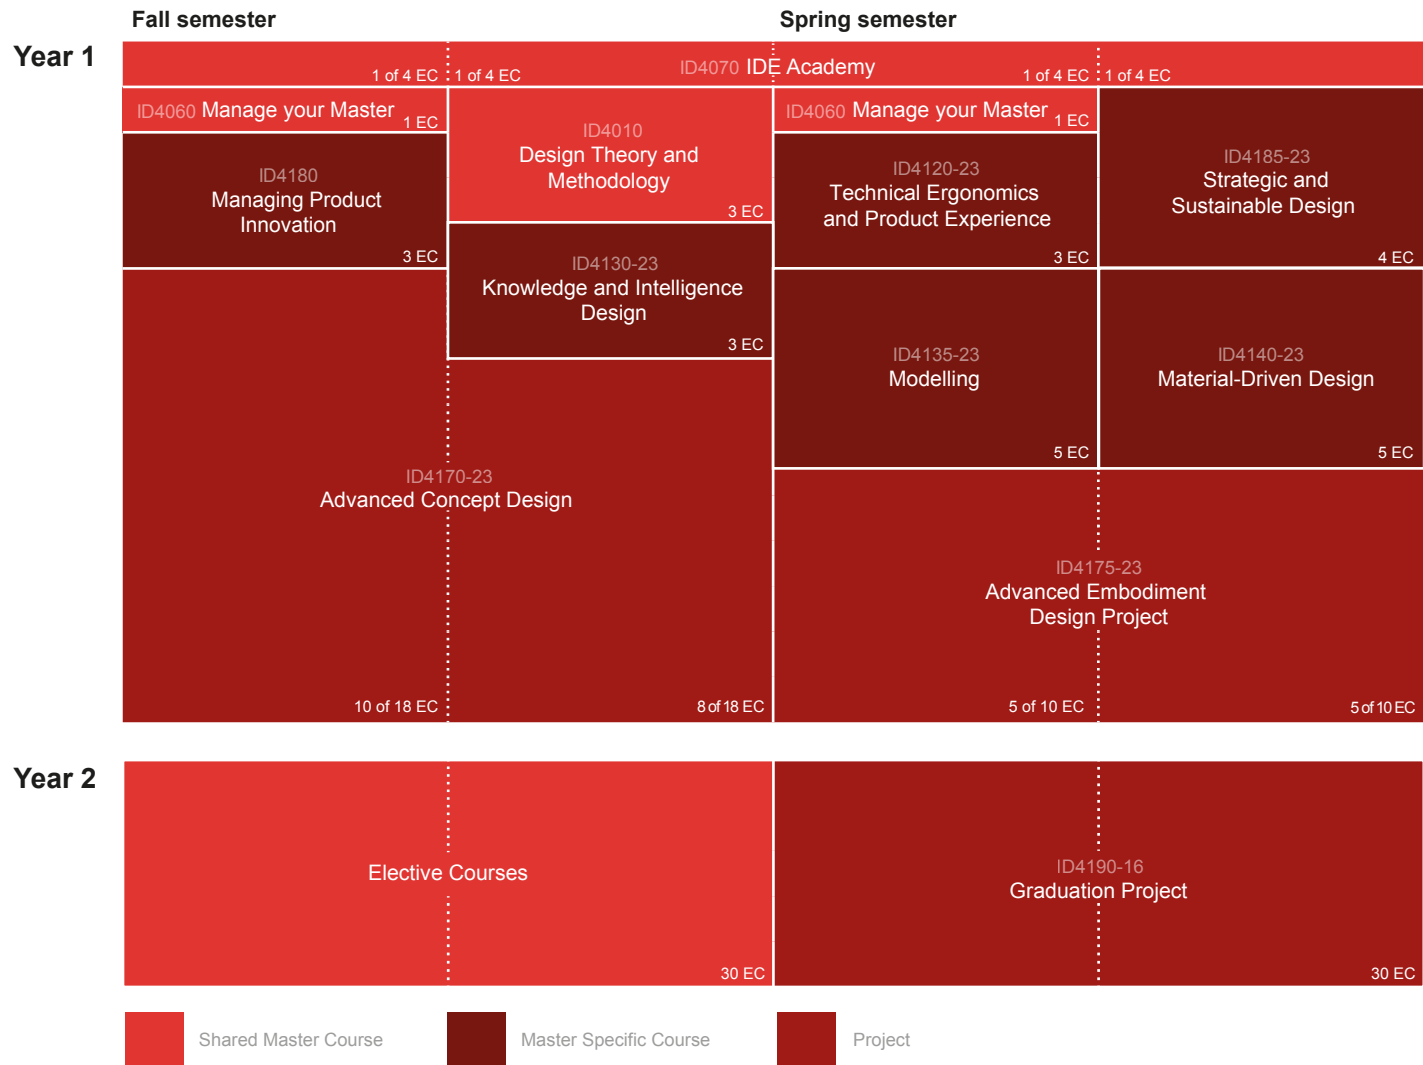 Fall semester
Spring semester
Year 1
1 of 4 EC
1 of 4 EC
ID4070 IDE Academy
1 of 4 EC
1 of 4 EC
ID4060 Manage your Master
1 EC
ID4180
Managing Product
Innovation
3 EC
ID4010
Design Theory and
Methodology
3 EC
ID4130-23
Knowledge and Intelligence
Design
3 EC
ID4170-23
Advanced Concept Design
10 of 18 EC
8 of 18 EC
ID4060 Manage your Master
1 EC
ID4120-23
Technical Ergonomics
and Product Experience
3 EC
ID4185-23
Strategic and
Sustainable Design
4 EC
ID4135-23
Modelling
5 EC
ID4140-23
Material-Driven Design
5 EC
ID4175-23
Advanced Embodiment
Design Project
5 of 10 EC
5 of 10 EC
Year 2
Elective Courses
30 EC
ID4190-16
Graduation Project
30 EC
Shared Master Course
Master Specific Course
Project